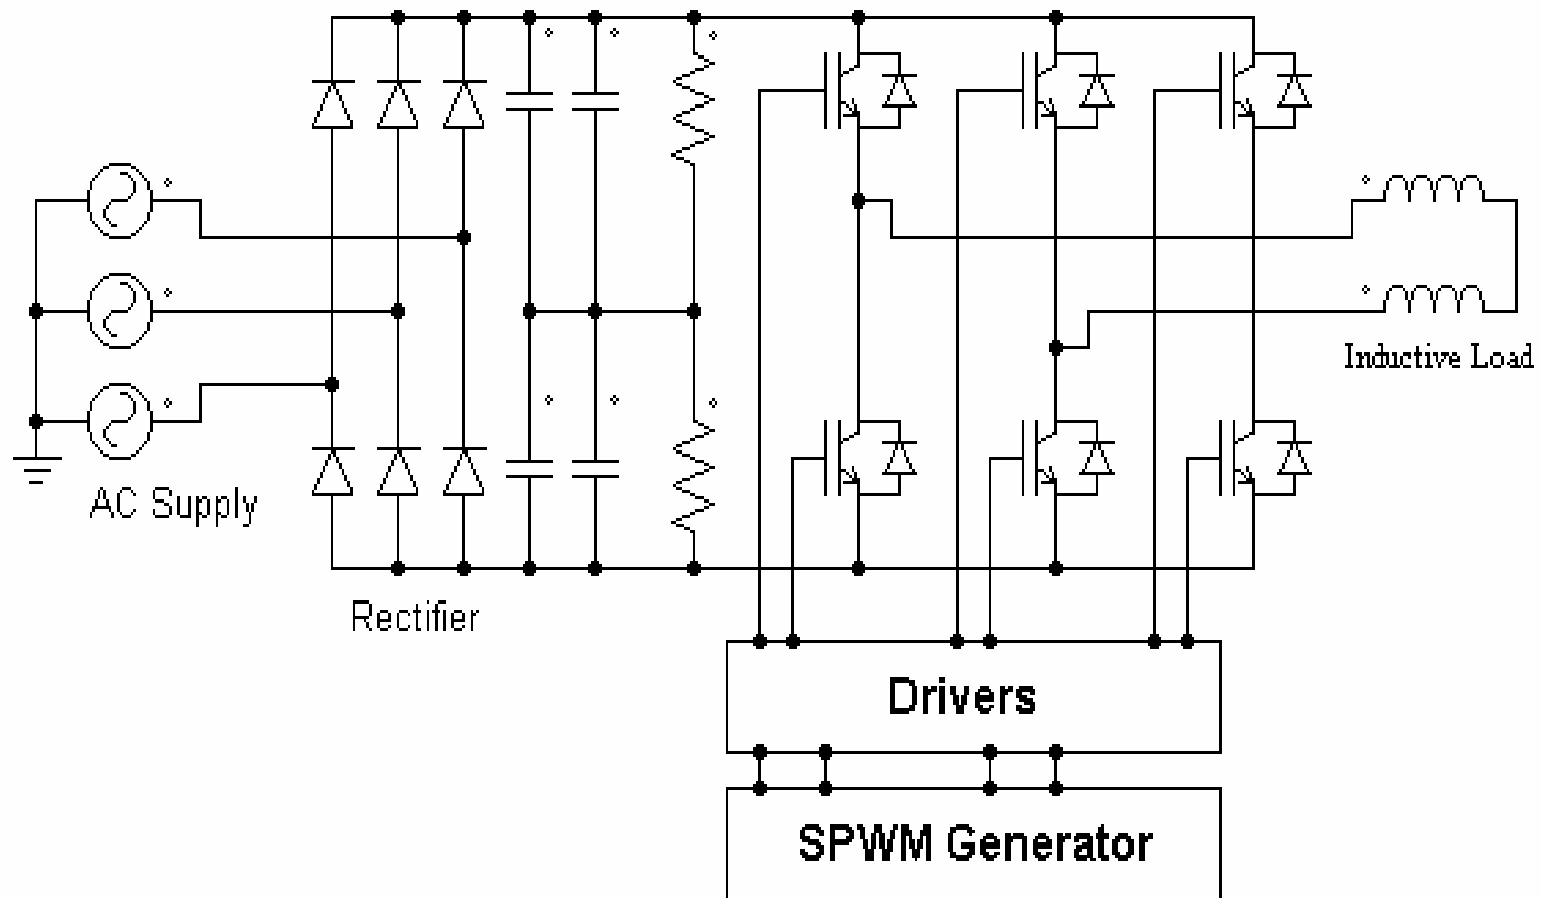 Inductive Load
AC Supply
Rectifier
Drivers
SPWM Generator